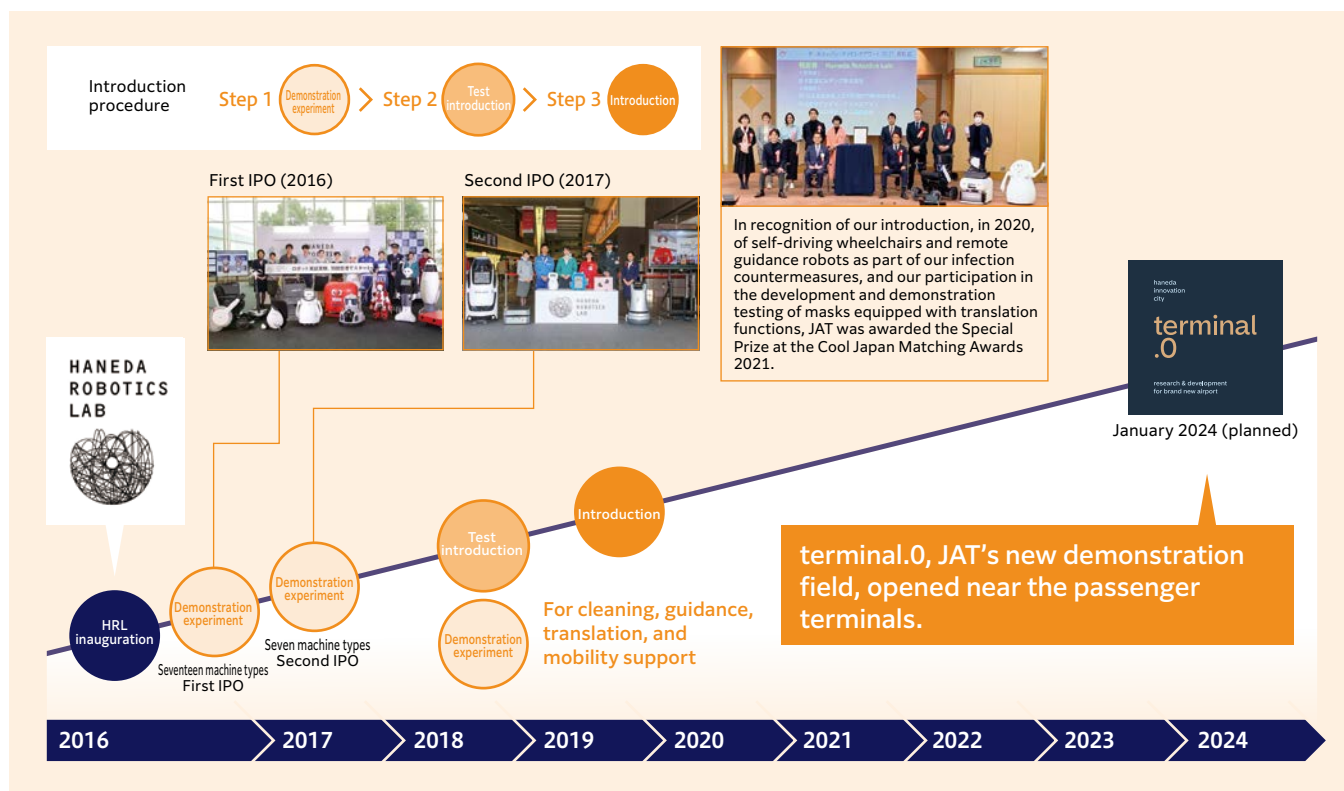 Introduction
procedure
Step 1
Demonstration
experiment
Step 2
Test
introduction
Step 3
Introduction
First IPO (2016)
Second IPO (2017)
HANEDA
ROBOTICS
LAB
In recognition of our introduction, in 2020,
of self-driving wheelchairs and remote
guidance robots as part of our infection
countermeasures, and our participation in
the development and demonstration
testing of masks equipped with translation
functions, JAT was awarded the Special
Prize at the Cool Japan Matching Awards
2021.
haneda
innovation
city
terminal
.0
research & development
for brand new airport
January 2024 (planned)
HANEDA
ROBOTICS
LAB
HRL
inauguration
Demonstration
experiment
Seventeen machine types
First IPO
Demonstration
experiment
Seven machine types
Second IPO
Test
introduction
Demonstration
experiment
For cleaning, guidance,
translation, and
mobility support
Introduction
terminal.0, JAT's new demonstration
field, opened near the passenger
terminals.
2016
2017
2018
2019
2020
2021
2022
2023
2024